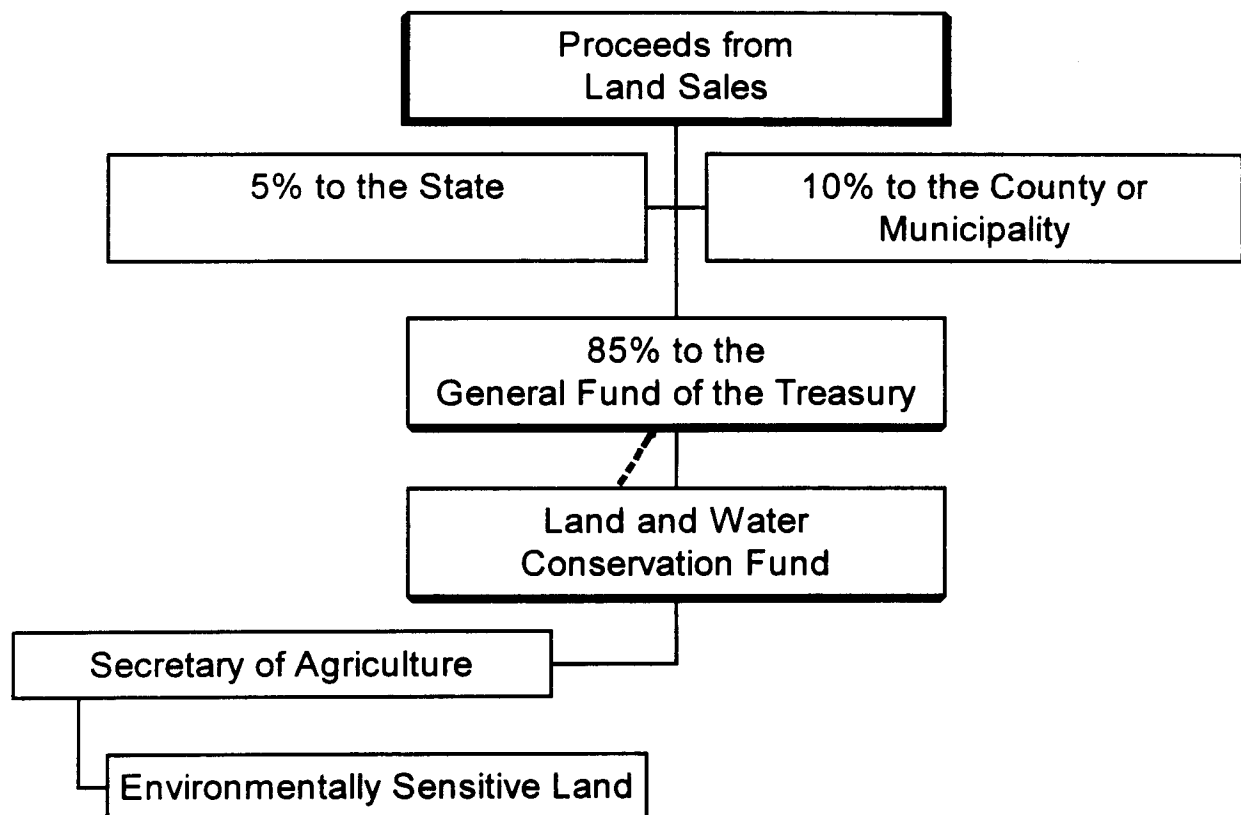 Proceeds from
Land Sales
5% to the State
10% to the County or
Municipality
85% to the
General Fund of the Treasury
Land and Water
Conservation Fund
Secretary of Agriculture
Environmentally Sensitive Land